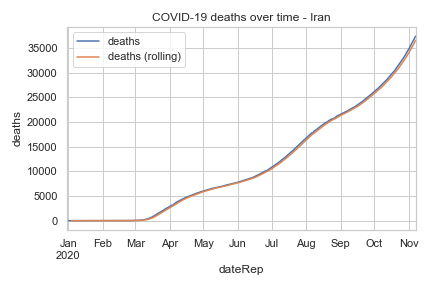 COVID-19 deaths over time - Iran
deaths
deaths (rolling)
35000
30000
25000
20000
15000
10000
5000
0
deaths
Jan Feb Mar Apr May Jun Jul Aug Sep Oct Nov
2020
dateRep